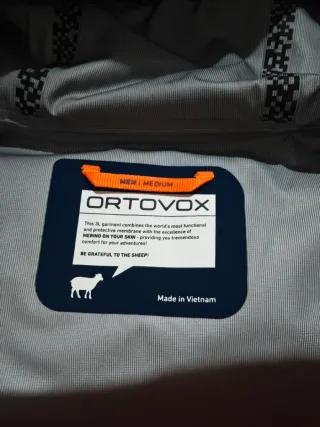 MEN | MEDIUM
ORTOVOX
This 3L garment combines the world's most functional
and protective membrane with the excellence of
MERINO ON YOUR SKIN - providing you tremendous
comfort for your adventures!
BE GRATEFUL TO THE SHEEP!
Made in Vietnam